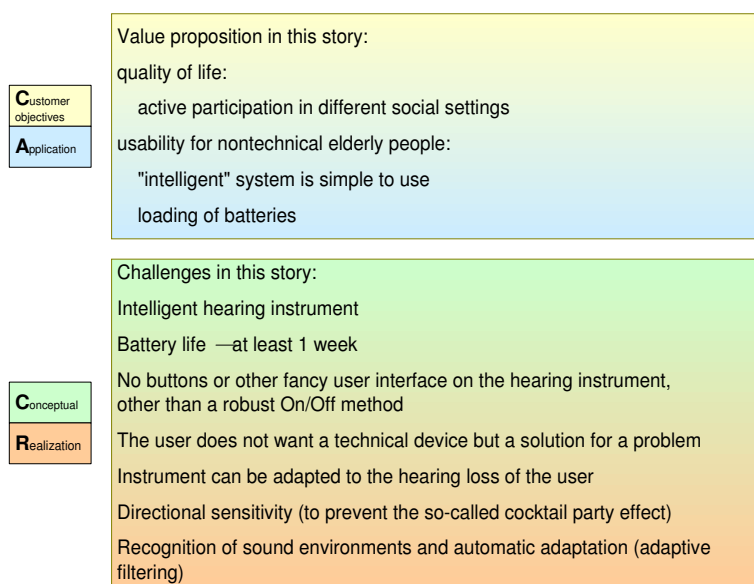 Value proposition in this story:
quality of life:
active participation in different social settings
usability for nontechnical elderly people:
"intelligent" system is simple to use
loading of batteries
Customer
objectives
Application
Challenges in this story:
Intelligent hearing instrument
Battery life —at least 1 week
No buttons or other fancy user interface on the hearing instrument,
other than a robust On/Off method
The user does not want a technical device but a solution for a problem
Instrument can be adapted to the hearing loss of the user
Directional sensitivity (to prevent the so-called cocktail party effect)
Recognition of sound environments and automatic adaptation (adaptive
filtering)
Conceptual
Realization